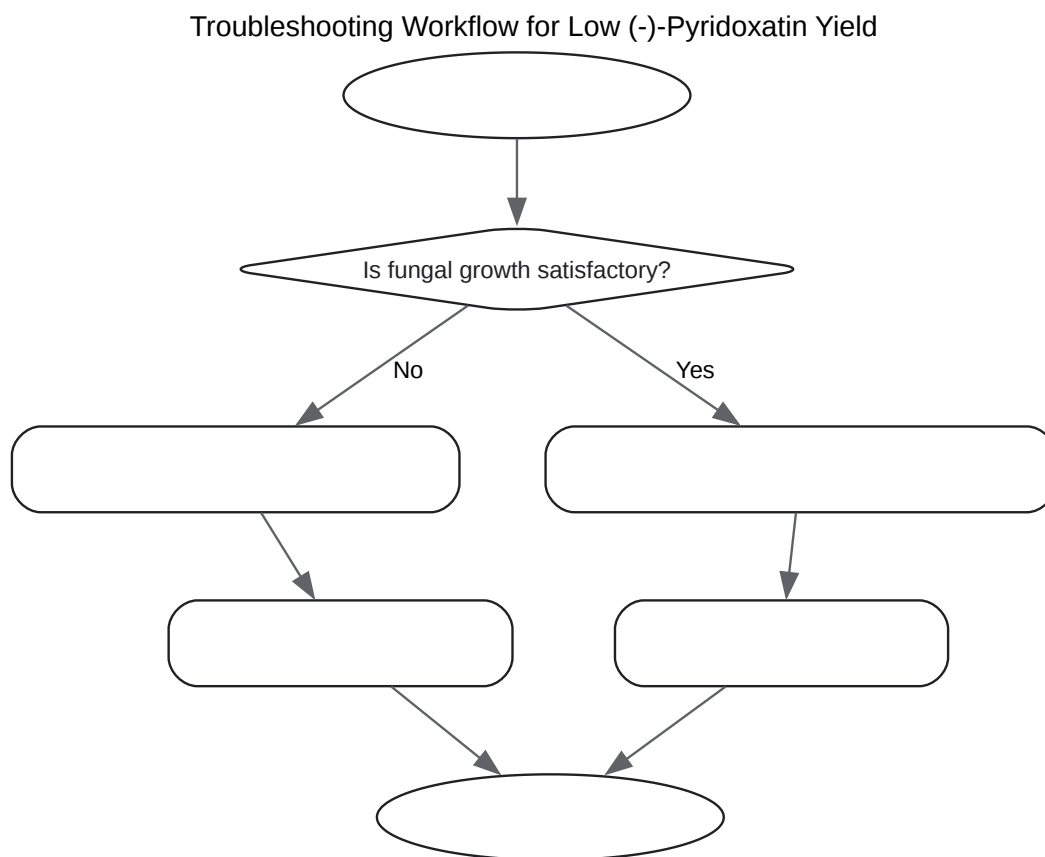 Troubleshooting Workflow for Low (-)-Pyridoxatin Yield
Is fungal growth satisfactory?
No
Yes